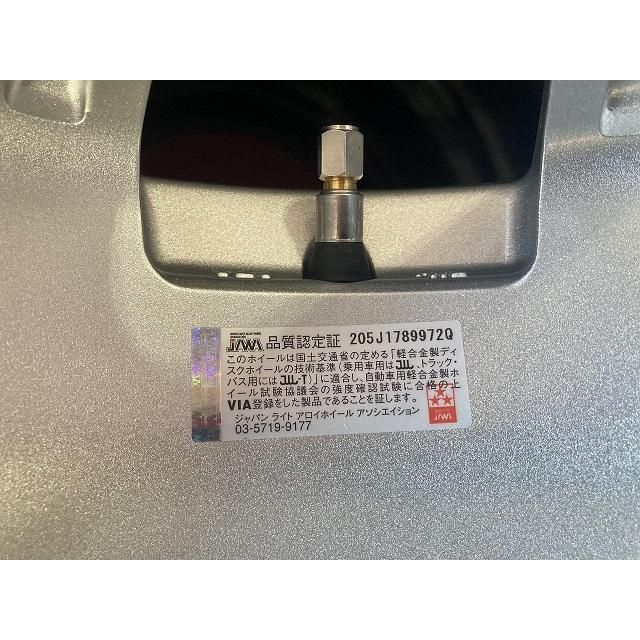 JAWA 品質認定証 205J1789972Q
このホイールは国土交通省の定める「軽合金製ディ
スクホイールの技術基準（乗用車用はJWL、トラック・
バス用にはJWL-T）」に適合し、自動車用軽合金製ホ
イール試験協議会の強度確認試験に合格の上
VIA登録をした製品であることを証します。
ジャパン ライト アロイホイール アソシエイション
03-5719-9177
JAWA